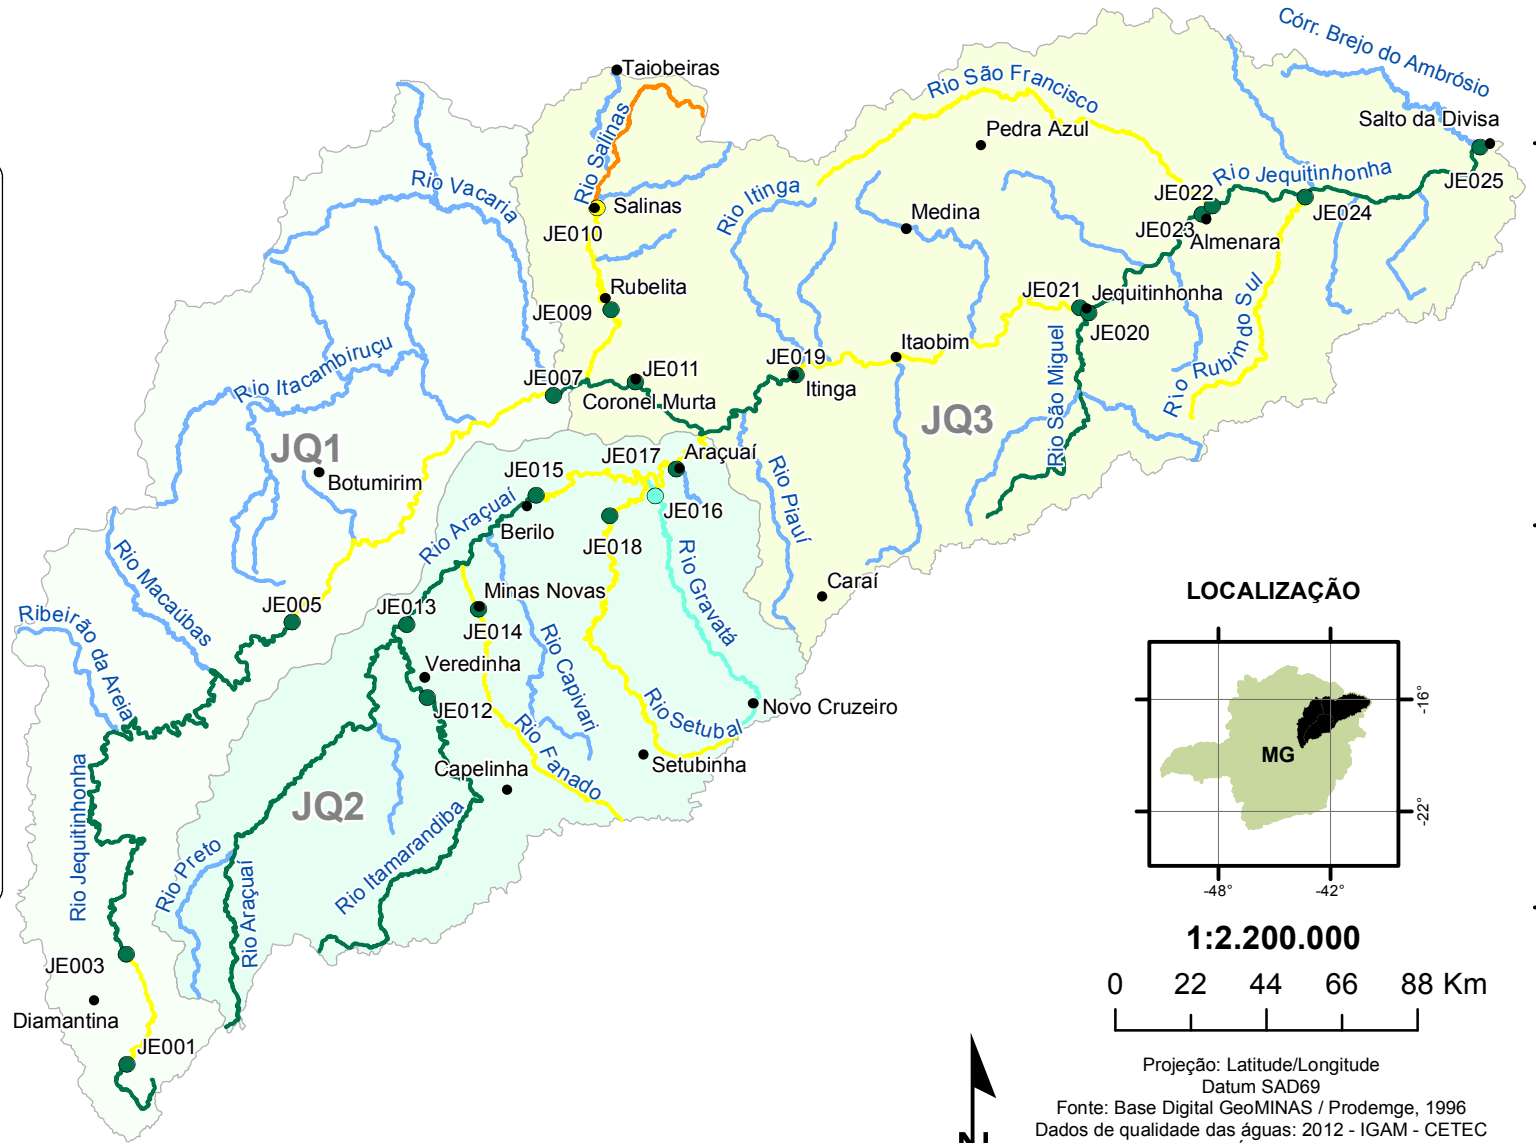 Córr. Brejo do Ambrósio
Taiobeiras
Rio São Francisco
Salto da Divisa
Pedra Azul
Rio Salinas
Rio Vacaria
Rio Itinga
Rio Jequitinhonha
JE025
JE022
Salinas
Medina
JE024
JE010
JE023
Almenara
Rubelita
JE021
Jequitinhonha
JE009
JE020
Rio Itacambiruçu
Itaobim
Rio São Miguel
Rio Rubim do Sul
JE019
JE007
JE011
Itinga
Coronel Murta
JQ3
JQ1
JE017
Araçuaí
JE015
Botumirim
Rio Piauí
JE016
Rio Araçuaí
Berilo
JE018
Rio Macaúbas
Rio Gravatá
Caraí
Minas Novas
LOCALIZAÇÃO
Ribeirão da Areia
JE005
JE013
JE014
Rio Capivari
Veredinha
JE012
Rio Setubal
Novo Cruzeiro
-16°
Rio Fanado
Setubinha
MG
Capelinha
Rio Jequitinhonha
JQ2
-22°
Rio Itamarandiba
Rio Preto
Rio Araçuaí
-48°
-42°
1:2.200.000
JE003
0 22 44 66 88 Km
Diamantina
JE001
Projeção: Latitude/Longitude
Datum SAD69
Fonte: Base Digital GeoMINAS / Prodemge, 1996
Dados de qualidade das águas: 2012 - IGAM - CETEC
N